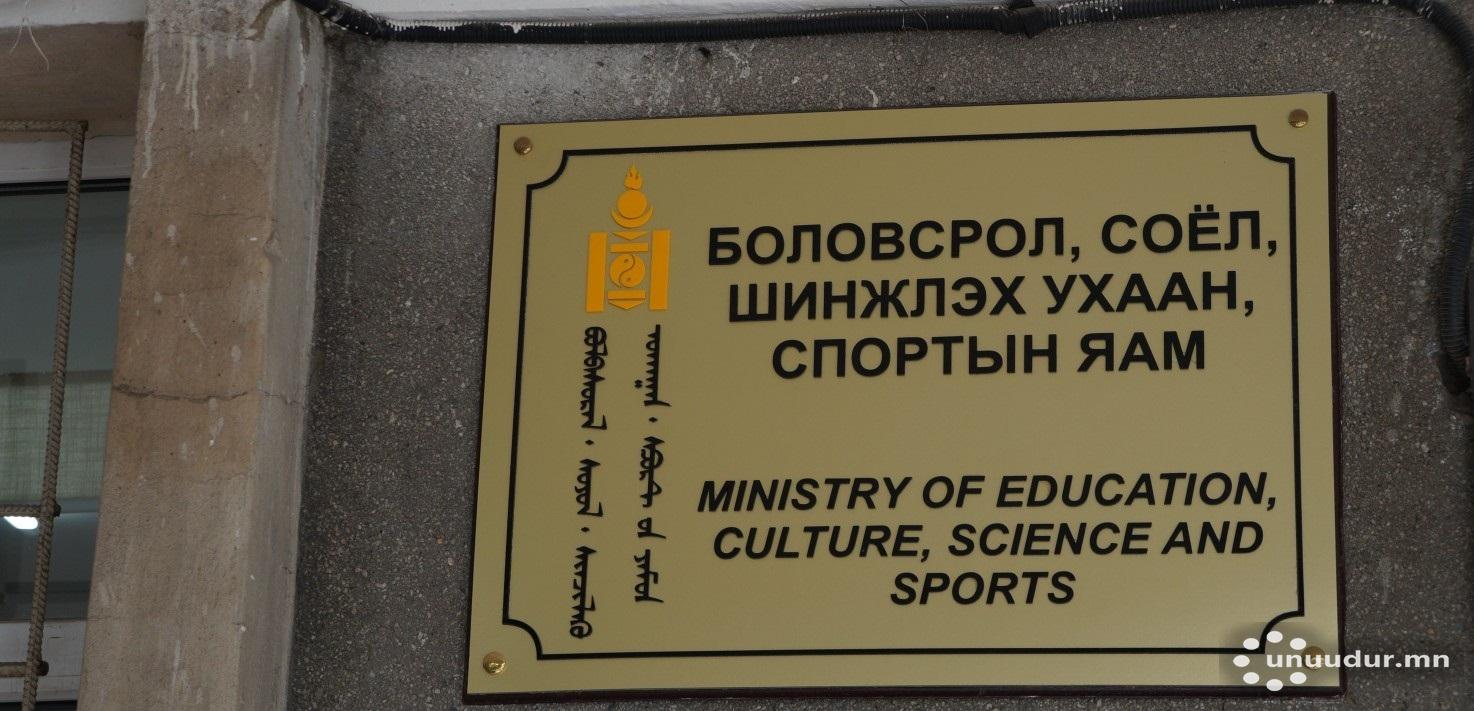 БОЛОВСРОЛ, СОЁЛ,
ШИНЖЛЭХ УХААН,
СПОРТЫН ЯАМ
MINISTRY OF EDUCATION,
CULTURE, SCIENCE AND
SPORTS
unuudur.mn